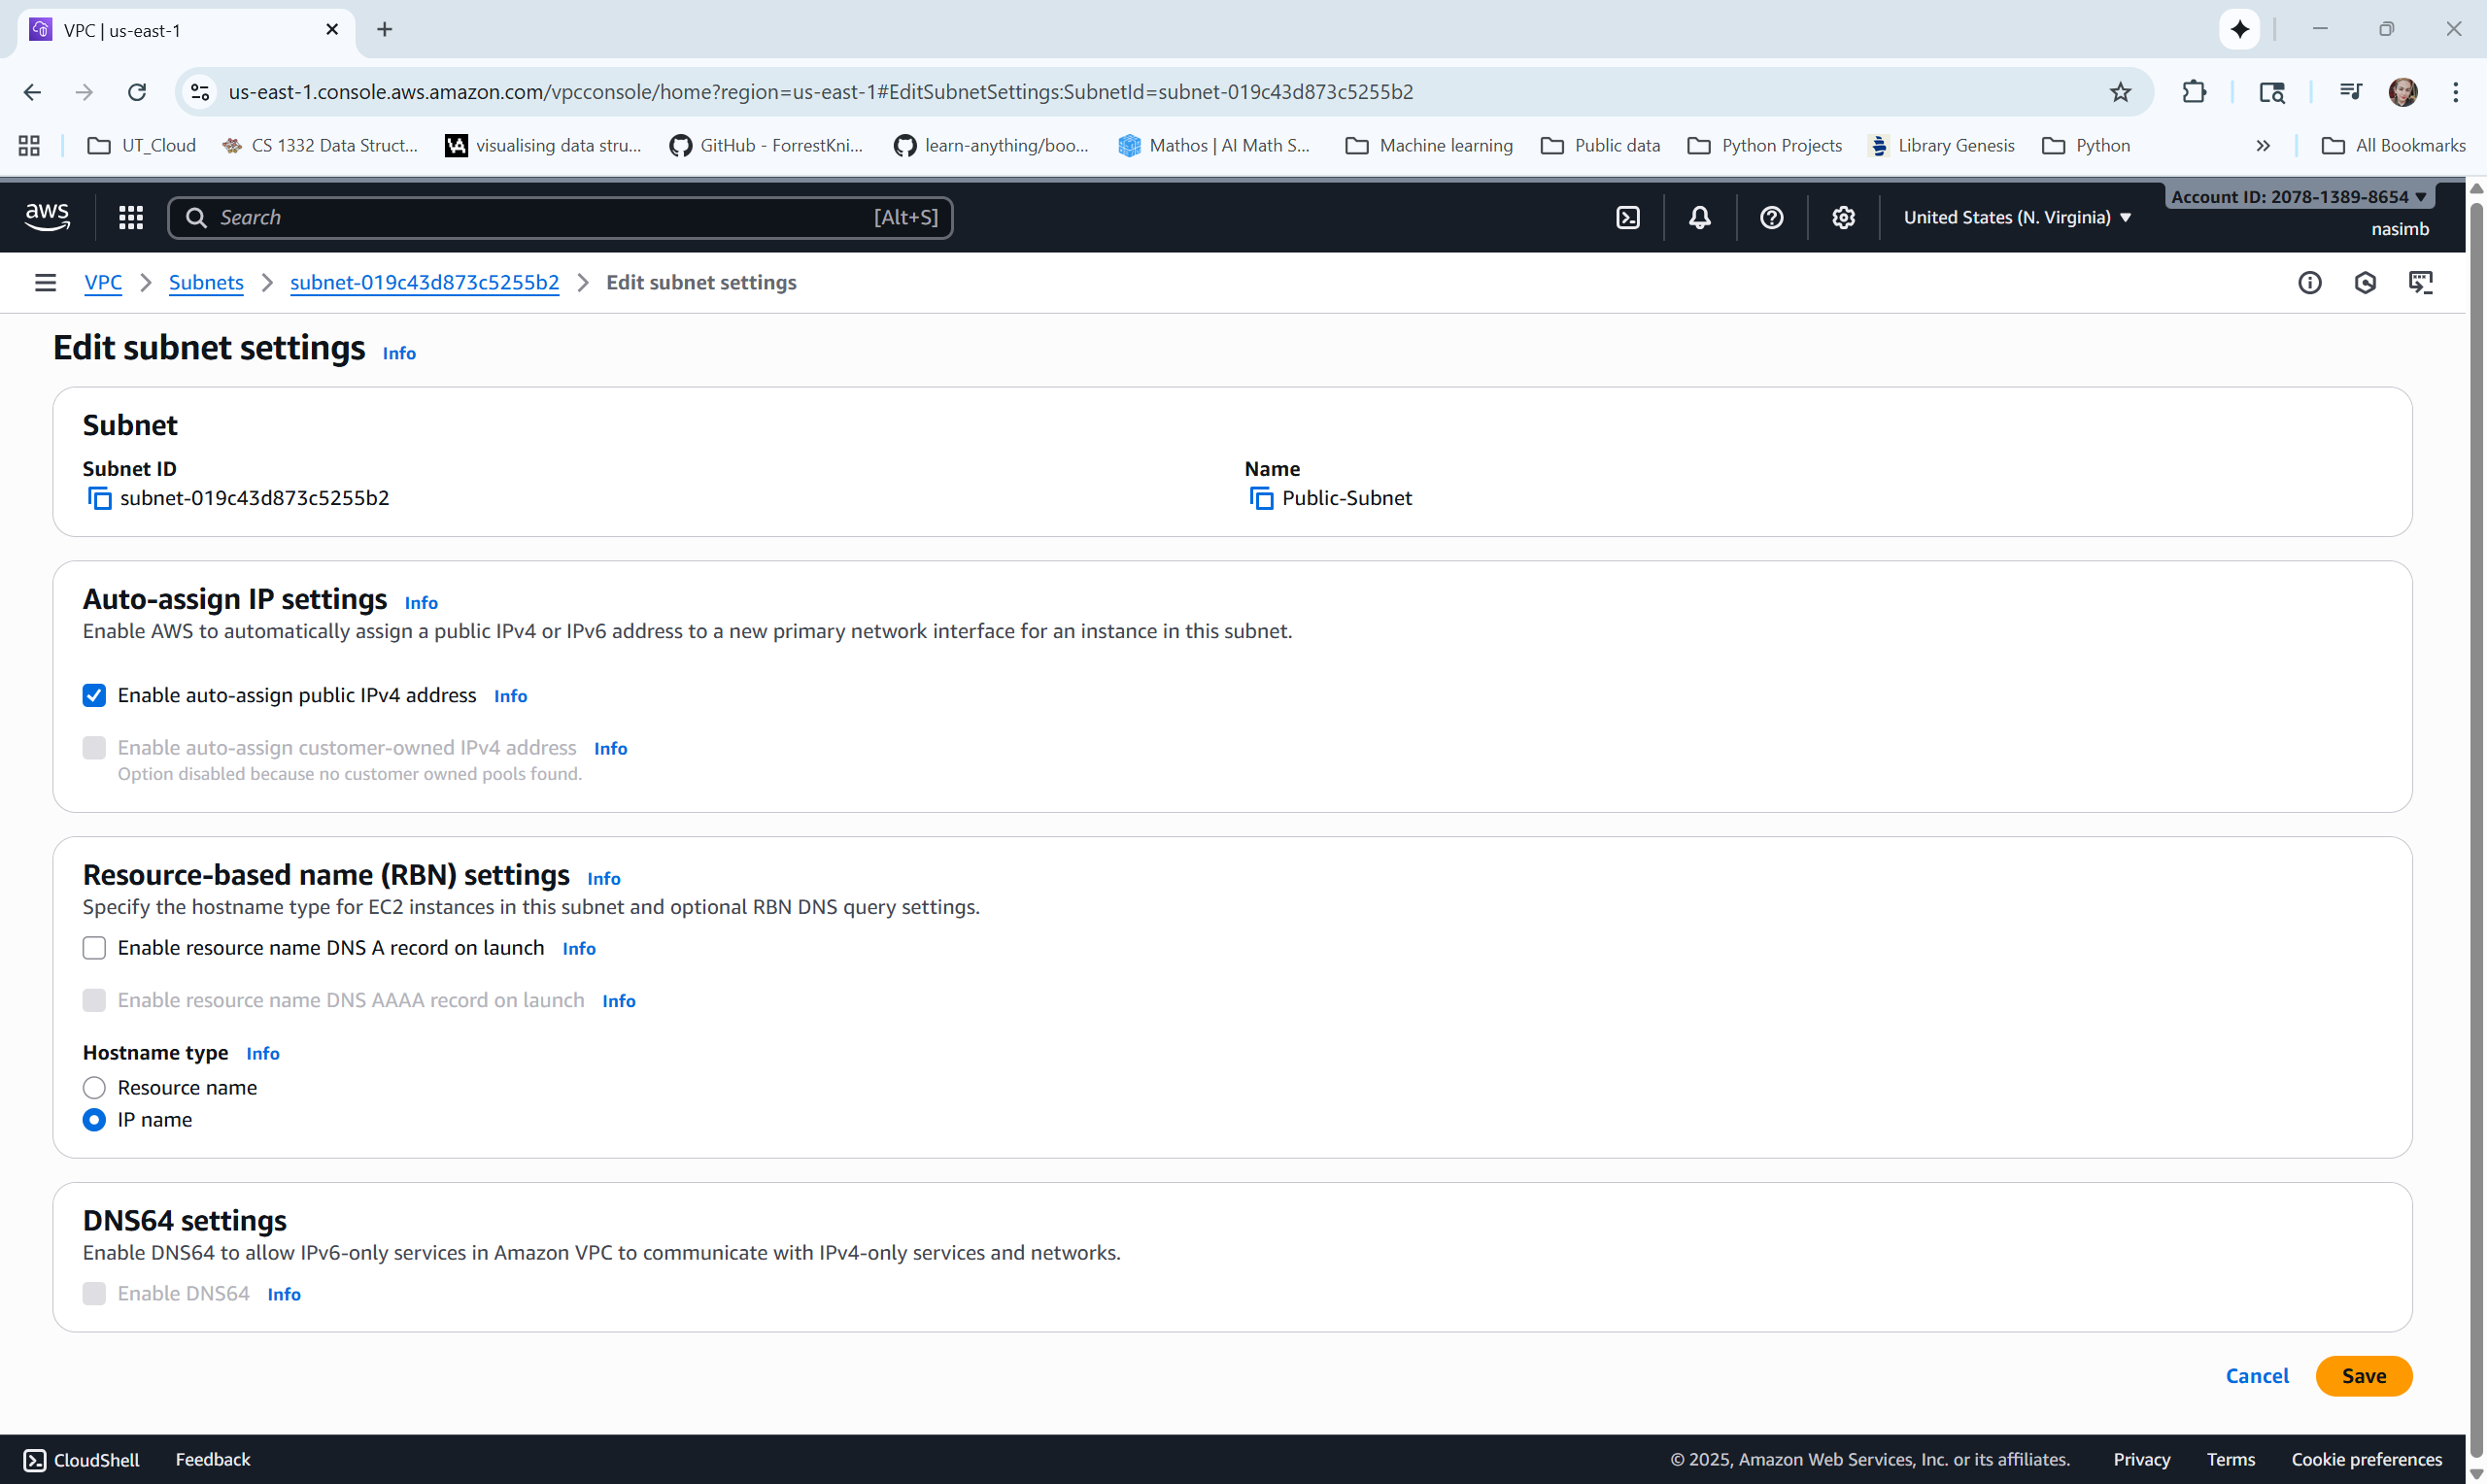 VPC | us-east-1
us-east-1.console.aws.amazon.com/vpcconsole/home?region=us-east-1#EditSubnetSettings:SubnetId=subnet-019c43d873c5255b2
UT_Cloud CS 1332 Data Struct... VA visualising data stru... GitHub - ForrestKni... learn-anything/boo... Mathos | AI Math S... Machine learning Public data Python Projects Library Genesis Python » All Bookmarks
aws Search [Alt+S] United States (N. Virginia) Account ID: 2078-1389-8654
nasimb
VPC Subnets subnet-019c43d873c5255b2 Edit subnet settings
Edit subnet settings Info
Subnet
Subnet ID Name
subnet-019c43d873c5255b2 Public-Subnet
Auto-assign IP settings Info
Enable AWS to automatically assign a public IPv4 or IPv6 address to a new primary network interface for an instance in this subnet.
Enable auto-assign public IPv4 address Info
Enable auto-assign customer-owned IPv4 address Info
Option disabled because no customer owned pools found.
Resource-based name (RBN) settings Info
Specify the hostname type for EC2 instances in this subnet and optional RBN DNS query settings.
Enable resource name DNS A record on launch Info
Enable resource name DNS AAAA record on launch Info
Hostname type Info
Resource name
IP name
DNS64 settings
Enable DNS64 to allow IPv6-only services in Amazon VPC to communicate with IPv4-only services and networks.
Enable DNS64 Info
Cancel Save
CloudShell Feedback © 2025, Amazon Web Services, Inc. or its affiliates. Privacy Terms Cookie preferences